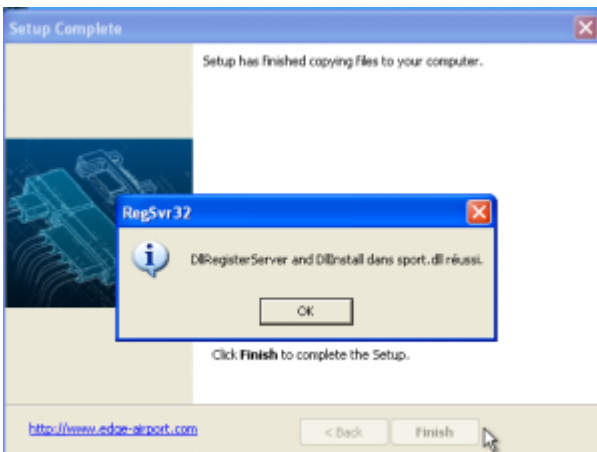 Setup Complete
Setup has finished copying files to your computer.
RegSvr32
DllRegisterServer and DllInstall dans sport.dll réussi.
OK
Click Finish to complete the Setup.
http://www.edge-airport.com
< Back
Finish